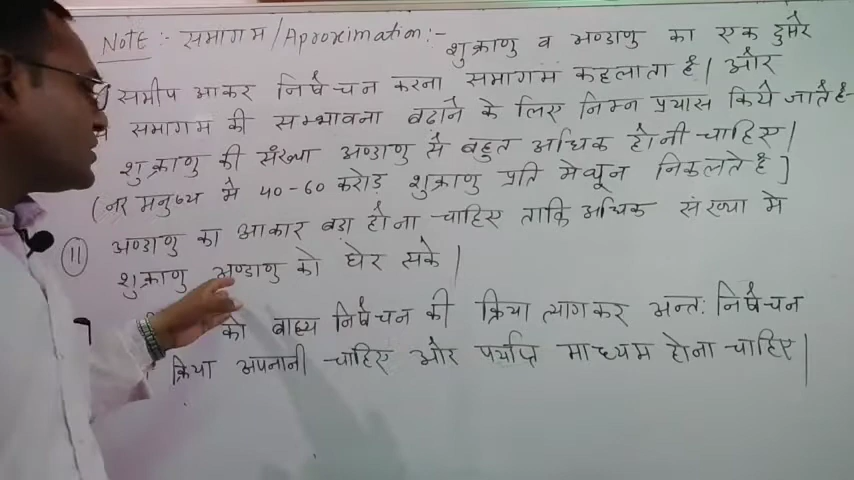 NOTE :- समागम / Aproximation :- शुक्राणु व अण्डाणु का एक दुसरे
समीप आकर निषेचन करना समागम कहलाता है | और
समागम की सम्भावना बढाने के लिए निम्न प्रयास किये जाते है-
शुक्राणु की संख्या अण्डाणु से बहुत अधिक होनी चाहिए |
(नर मनुष्य मे 40-60 करोड़ शुक्राणु प्रति मेथून निकलते है ]
(11) अण्डाणु का आकार बडा होना चाहिए ताकि अधिक संख्या मे
शुक्राणु अण्डाणु को घेर सके |
को बाह्य निषेचन की क्रिया त्यागकर अन्तः निषेचन
क्रिया अपनानी चाहिए और पर्याप्त माध्यम होना चाहिए |